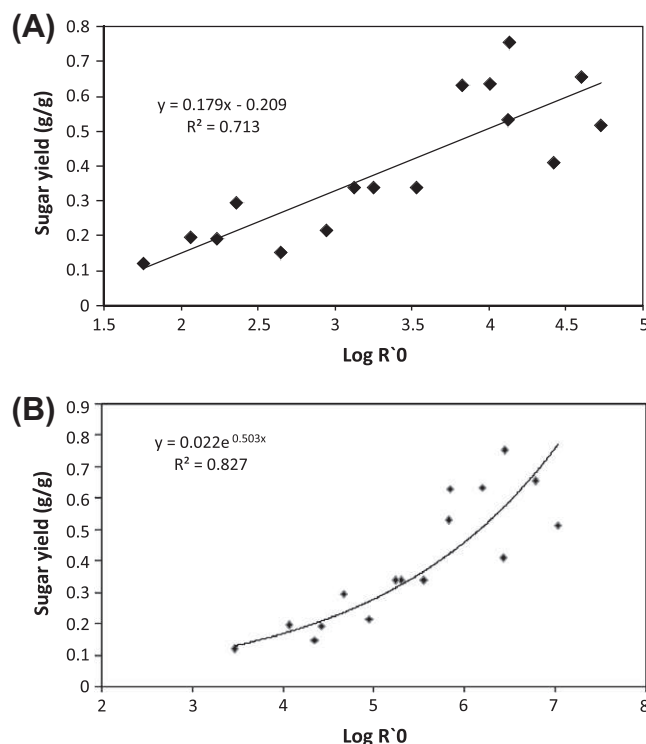 (A)
0.8
0.7
0.6
0.5
0.4
0.3
0.2
0.1
0
Sugar yield (g/g)
y = 0.179x - 0.209
R² = 0.713
1.5 2 2.5 3 3.5 4 4.5 5
Log R`0
(B)
0.9
0.8
0.7
0.6
0.5
0.4
0.3
0.2
0.1
0
Sugar yield (g/g)
y = 0.022e^0.503x
R² = 0.827
2 3 4 5 6 7 8
Log R`0